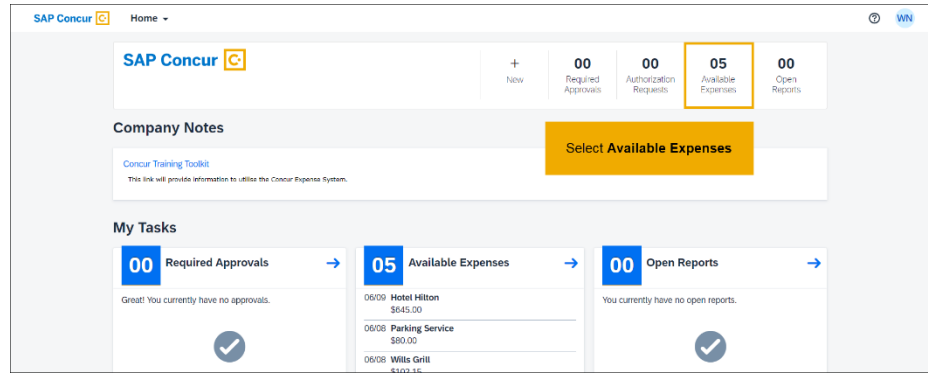 SAP Concur C Home
WN
SAP Concur C
+
New
00
Required
Approvals
00
Authorization
Requests
05
Available
Expenses
00
Open
Reports
Company Notes
Select Available Expenses
Concur Training Toolkit
This link will provide information to utilise the Concur Expense System.
My Tasks
00 Required Approvals
Great! You currently have no approvals.
05 Available Expenses
06/09 Hotel Hilton
$645.00
06/08 Parking Service
$80.00
06/08 Wills Grill
$102.15
00 Open Reports
You currently have no open reports.